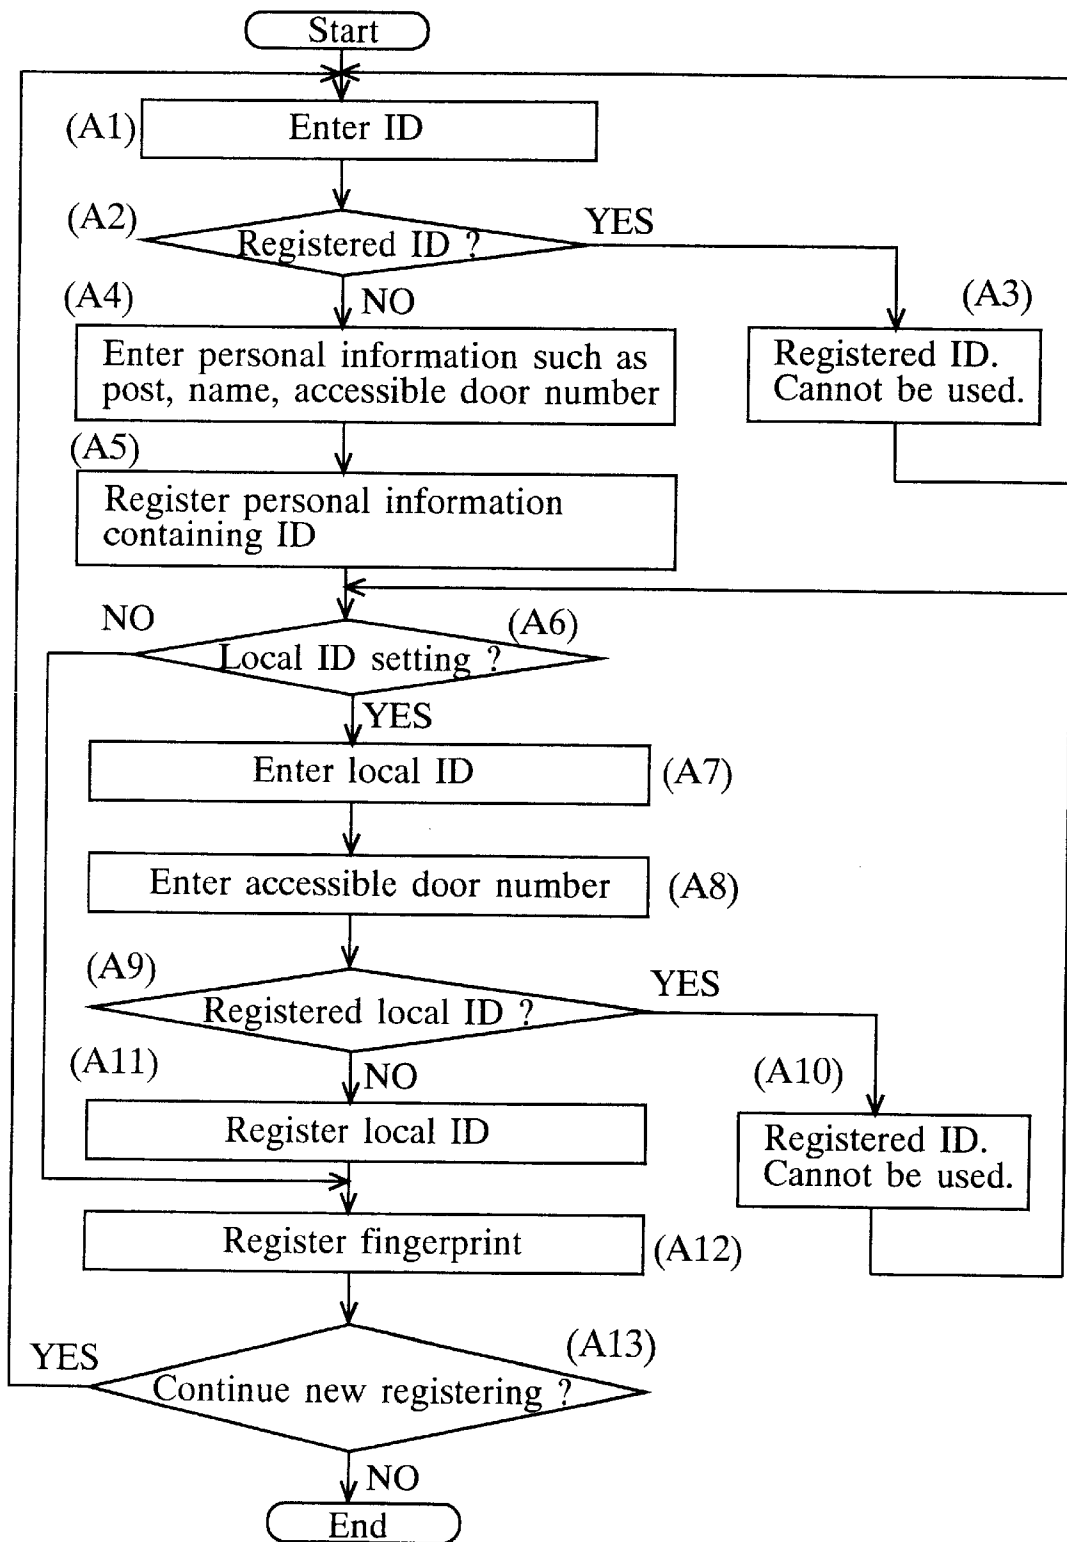 Start
(A1)
Enter ID
(A2)
Registered ID ?
YES
(A4)
NO
(A3)
Enter personal information such as
post, name, accessible door number
Registered ID.
Cannot be used.
(A5)
Register personal information
containing ID
NO
(A6)
Local ID setting ?
YES
Enter local ID
(A7)
Enter accessible door number
(A8)
(A9)
Registered local ID ?
YES
(A11)
NO
(A10)
Register local ID
Registered ID.
Cannot be used.
Register fingerprint
(A12)
YES
(A13)
Continue new registering ?
NO
End